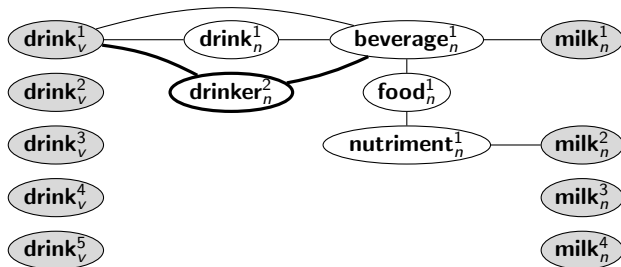 drink¹ᵥ drink¹ₙ beverage¹ₙ milk¹ₙ
drink²ᵥ drinker²ₙ food¹ₙ
drink³ᵥ nutriment¹ₙ milk²ₙ
drink⁴ᵥ milk³ₙ
drink⁵ᵥ milk⁴ₙ